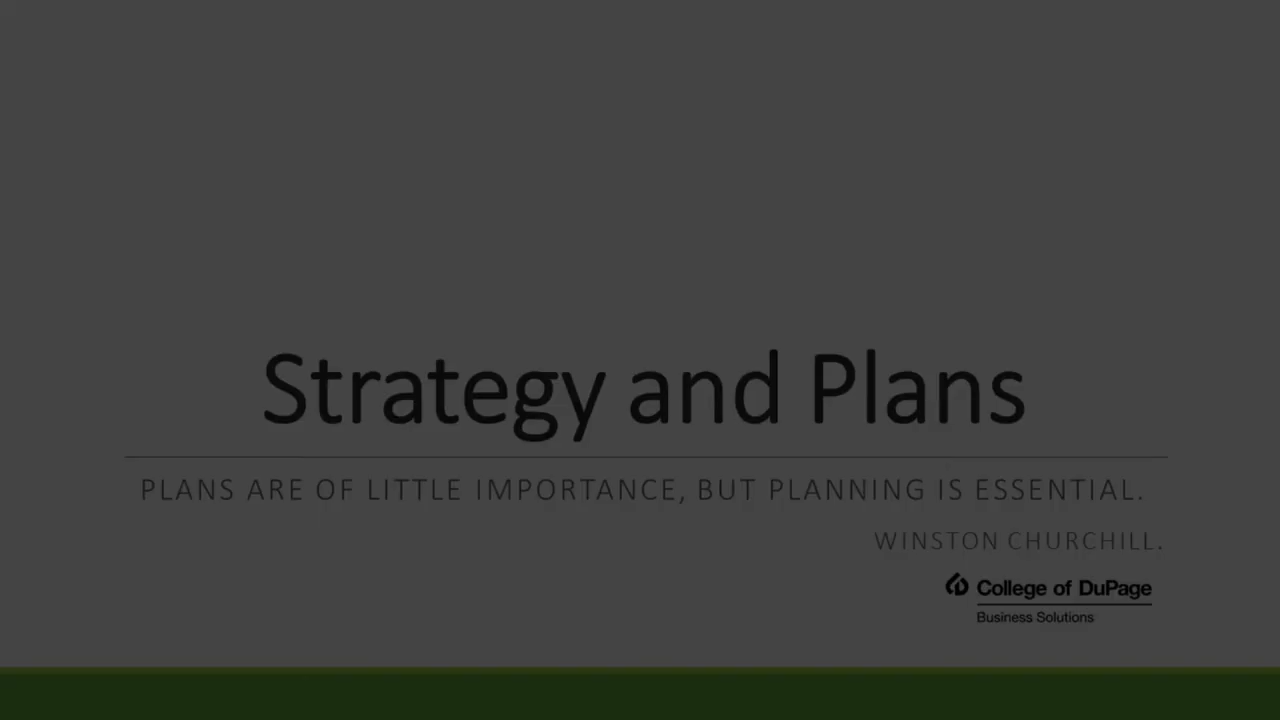 Strategy and Plans
PLANS ARE OF LITTLE IMPORTANCE, BUT PLANNING IS ESSENTIAL.
WINSTON CHURCHILL.
College of DuPage
Business Solutions